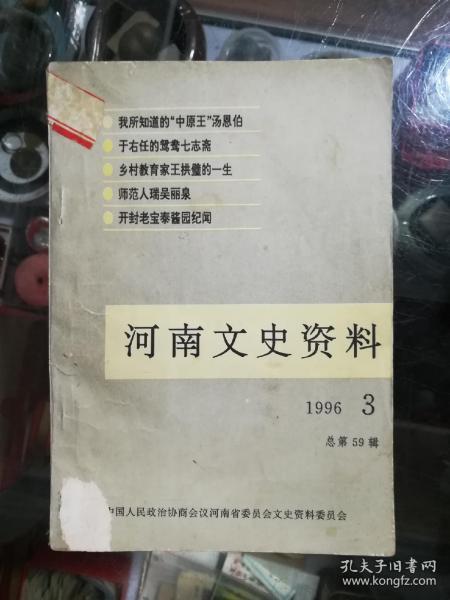 我所知道的“中原王”汤恩伯
于右任的鸳鸯七志斋
乡村教育家王拱璧的一生
师范人瑞吴丽泉
开封老宝泰酱园纪闻
河南文史资料
1996 3
总第59辑
中国人民政治协商会议河南省委员会文史资料委员会
孔夫子旧书网
www.kongfz.com